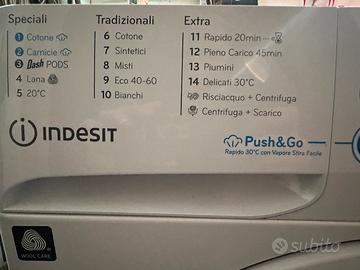 Speciali
1 Cotone
2 Camicie
3 Dash PODS
4 Lana
5 20°C
Tradizionali
6 Cotone
7 Sintetici
8 Misti
9 Eco 40-60
10 Bianchi
Extra
11 Rapido 20min
12 Pieno Carico 45min
13 Piumini
14 Delicati 30°C
Risciacquo + Centrifuga
Centrifuga + Scarico
INDESIT
Push&Go
Rapido 30°C con Vapore Stira Facile
WOOL CARE
subito